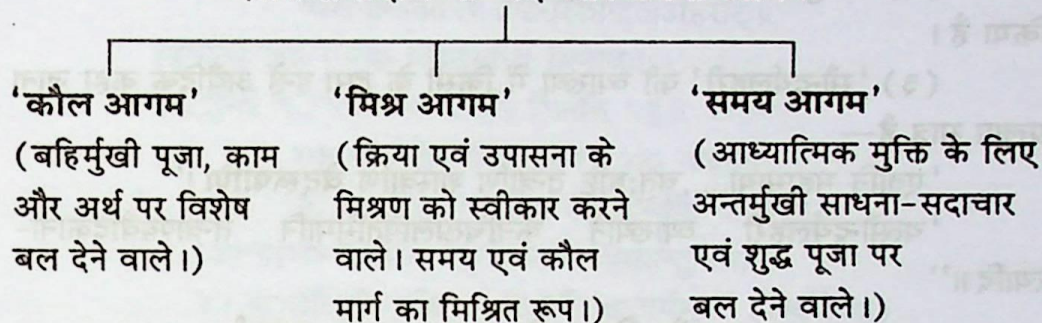 'कौल आगम' 'मिश्र आगम' 'समय आगम'
(बहिर्मुखी पूजा, काम (क्रिया एवं उपासना के (आध्यात्मिक मुक्ति के लिए
और अर्थ पर विशेष मिश्रण को स्वीकार करने अन्तर्मुखी साधना-सदाचार
बल देने वाले।) वाले। समय एवं कौल एवं शुद्ध पूजा पर
मार्ग का मिश्रित रूप।) बल देने वाले।)